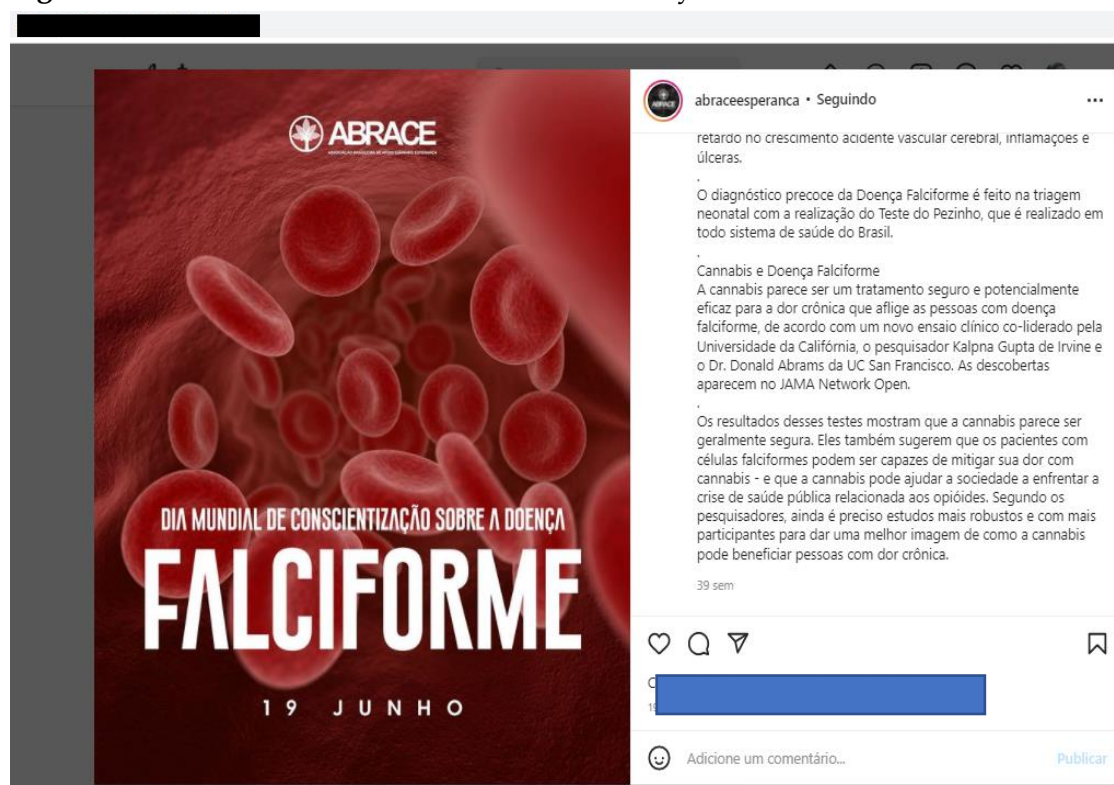 ABRACE
ASSOCIAÇÃO BRASILEIRA DE APOIO CANNABIS ESPERANÇA
DIA MUNDIAL DE CONSCIENTIZAÇÃO SOBRE A DOENÇA
FALCIFORME
19 JUNHO
abraceesperanca • Seguindo
retardo no crescimento acidente vascular cerebral, inflamações e
úlceras.
.
O diagnóstico precoce da Doença Falciforme é feito na triagem
neonatal com a realização do Teste do Pezinho, que é realizado em
todo sistema de saúde do Brasil.
.
Cannabis e Doença Falciforme
A cannabis parece ser um tratamento seguro e potencialmente
eficaz para a dor crônica que aflige as pessoas com doença
falciforme, de acordo com um novo ensaio clínico co-liderado pela
Universidade da Califórnia, o pesquisador Kalpna Gupta de Irvine e
o Dr. Donald Abrams da UC San Francisco. As descobertas
aparecem no JAMA Network Open.
.
Os resultados desses testes mostram que a cannabis parece ser
geralmente segura. Eles também sugerem que os pacientes com
células falciformes podem ser capazes de mitigar sua dor com
cannabis - e que a cannabis pode ajudar a sociedade a enfrentar a
crise de saúde pública relacionada aos opióides. Segundo os
pesquisadores, ainda é preciso estudos mais robustos e com mais
participantes para dar uma melhor imagem de como a cannabis
pode beneficiar pessoas com dor crônica.
39 sem
Adicione um comentário...
Publicar